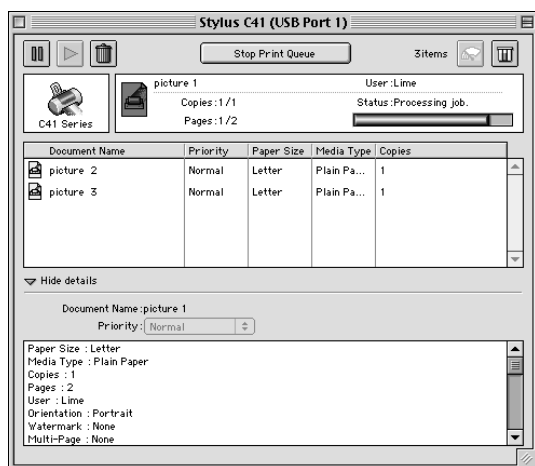 Stylus C41 (USB Port 1)
Stop Print Queue
3items
C41 Series
picture 1
User :Lime
Copies :1 / 1
Status :Processing job.
Pages :1 / 2
Document Name Priority Paper Size Media Type Copies
picture 2 Normal Letter Plain Pa... 1
picture 3 Normal Letter Plain Pa... 1
Hide details
Document Name :picture 1
Priority : Normal
Paper Size : Letter
Media Type : Plain Paper
Copies : 1
Pages : 2
User : Lime
Orientation : Portrait
Watermark : None
Multi-Page : None